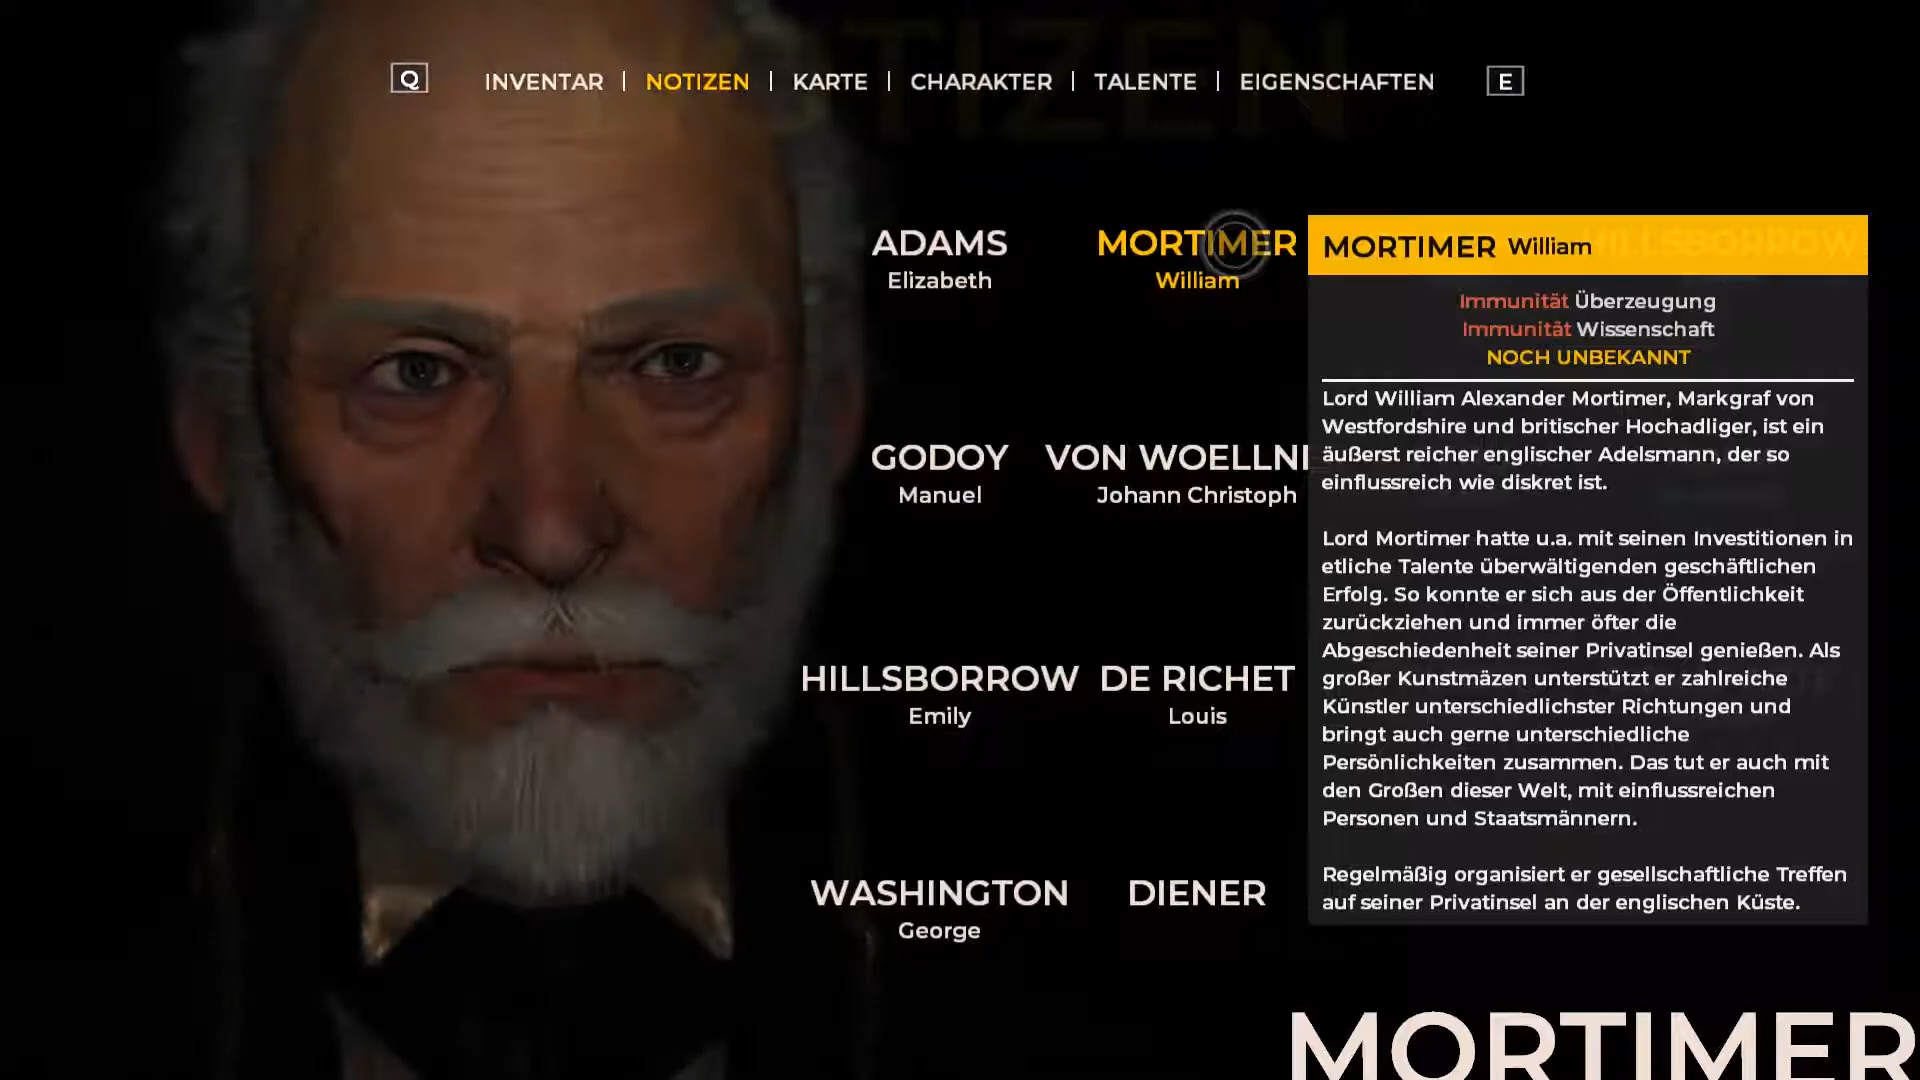 NOTIZEN
Q INVENTAR | NOTIZEN | KARTE | CHARAKTER | TALENTE | EIGENSCHAFTEN E
ADAMS
Elizabeth
MORTIMER
William
GODOY
Manuel
VON WOELLN
Johann Christoph
HILLSBORROW
Emily
DE RICHET
Louis
WASHINGTON
George
DIENER
MORTIMER William HILLSBORROW
Immunität Überzeugung
Immunität Wissenschaft
NOCH UNBEKANNT
Lord William Alexander Mortimer, Markgraf von
Westfordshire und britischer Hochadliger, ist ein
äußerst reicher englischer Adelsmann, der so
einflussreich wie diskret ist.
Lord Mortimer hatte u.a. mit seinen Investitionen in
etliche Talente überwältigenden geschäftlichen
Erfolg. So konnte er sich aus der Öffentlichkeit
zurückziehen und immer öfter die
Abgeschiedenheit seiner Privatinsel genießen. Als
großer Kunstmäzen unterstützt er zahlreiche
Künstler unterschiedlichster Richtungen und
bringt auch gerne unterschiedliche
Persönlichkeiten zusammen. Das tut er auch mit
den Großen dieser Welt, mit einflussreichen
Personen und Staatsmännern.
Regelmäßig organisiert er gesellschaftliche Treffen
auf seiner Privatinsel an der englischen Küste.
MORTIMER